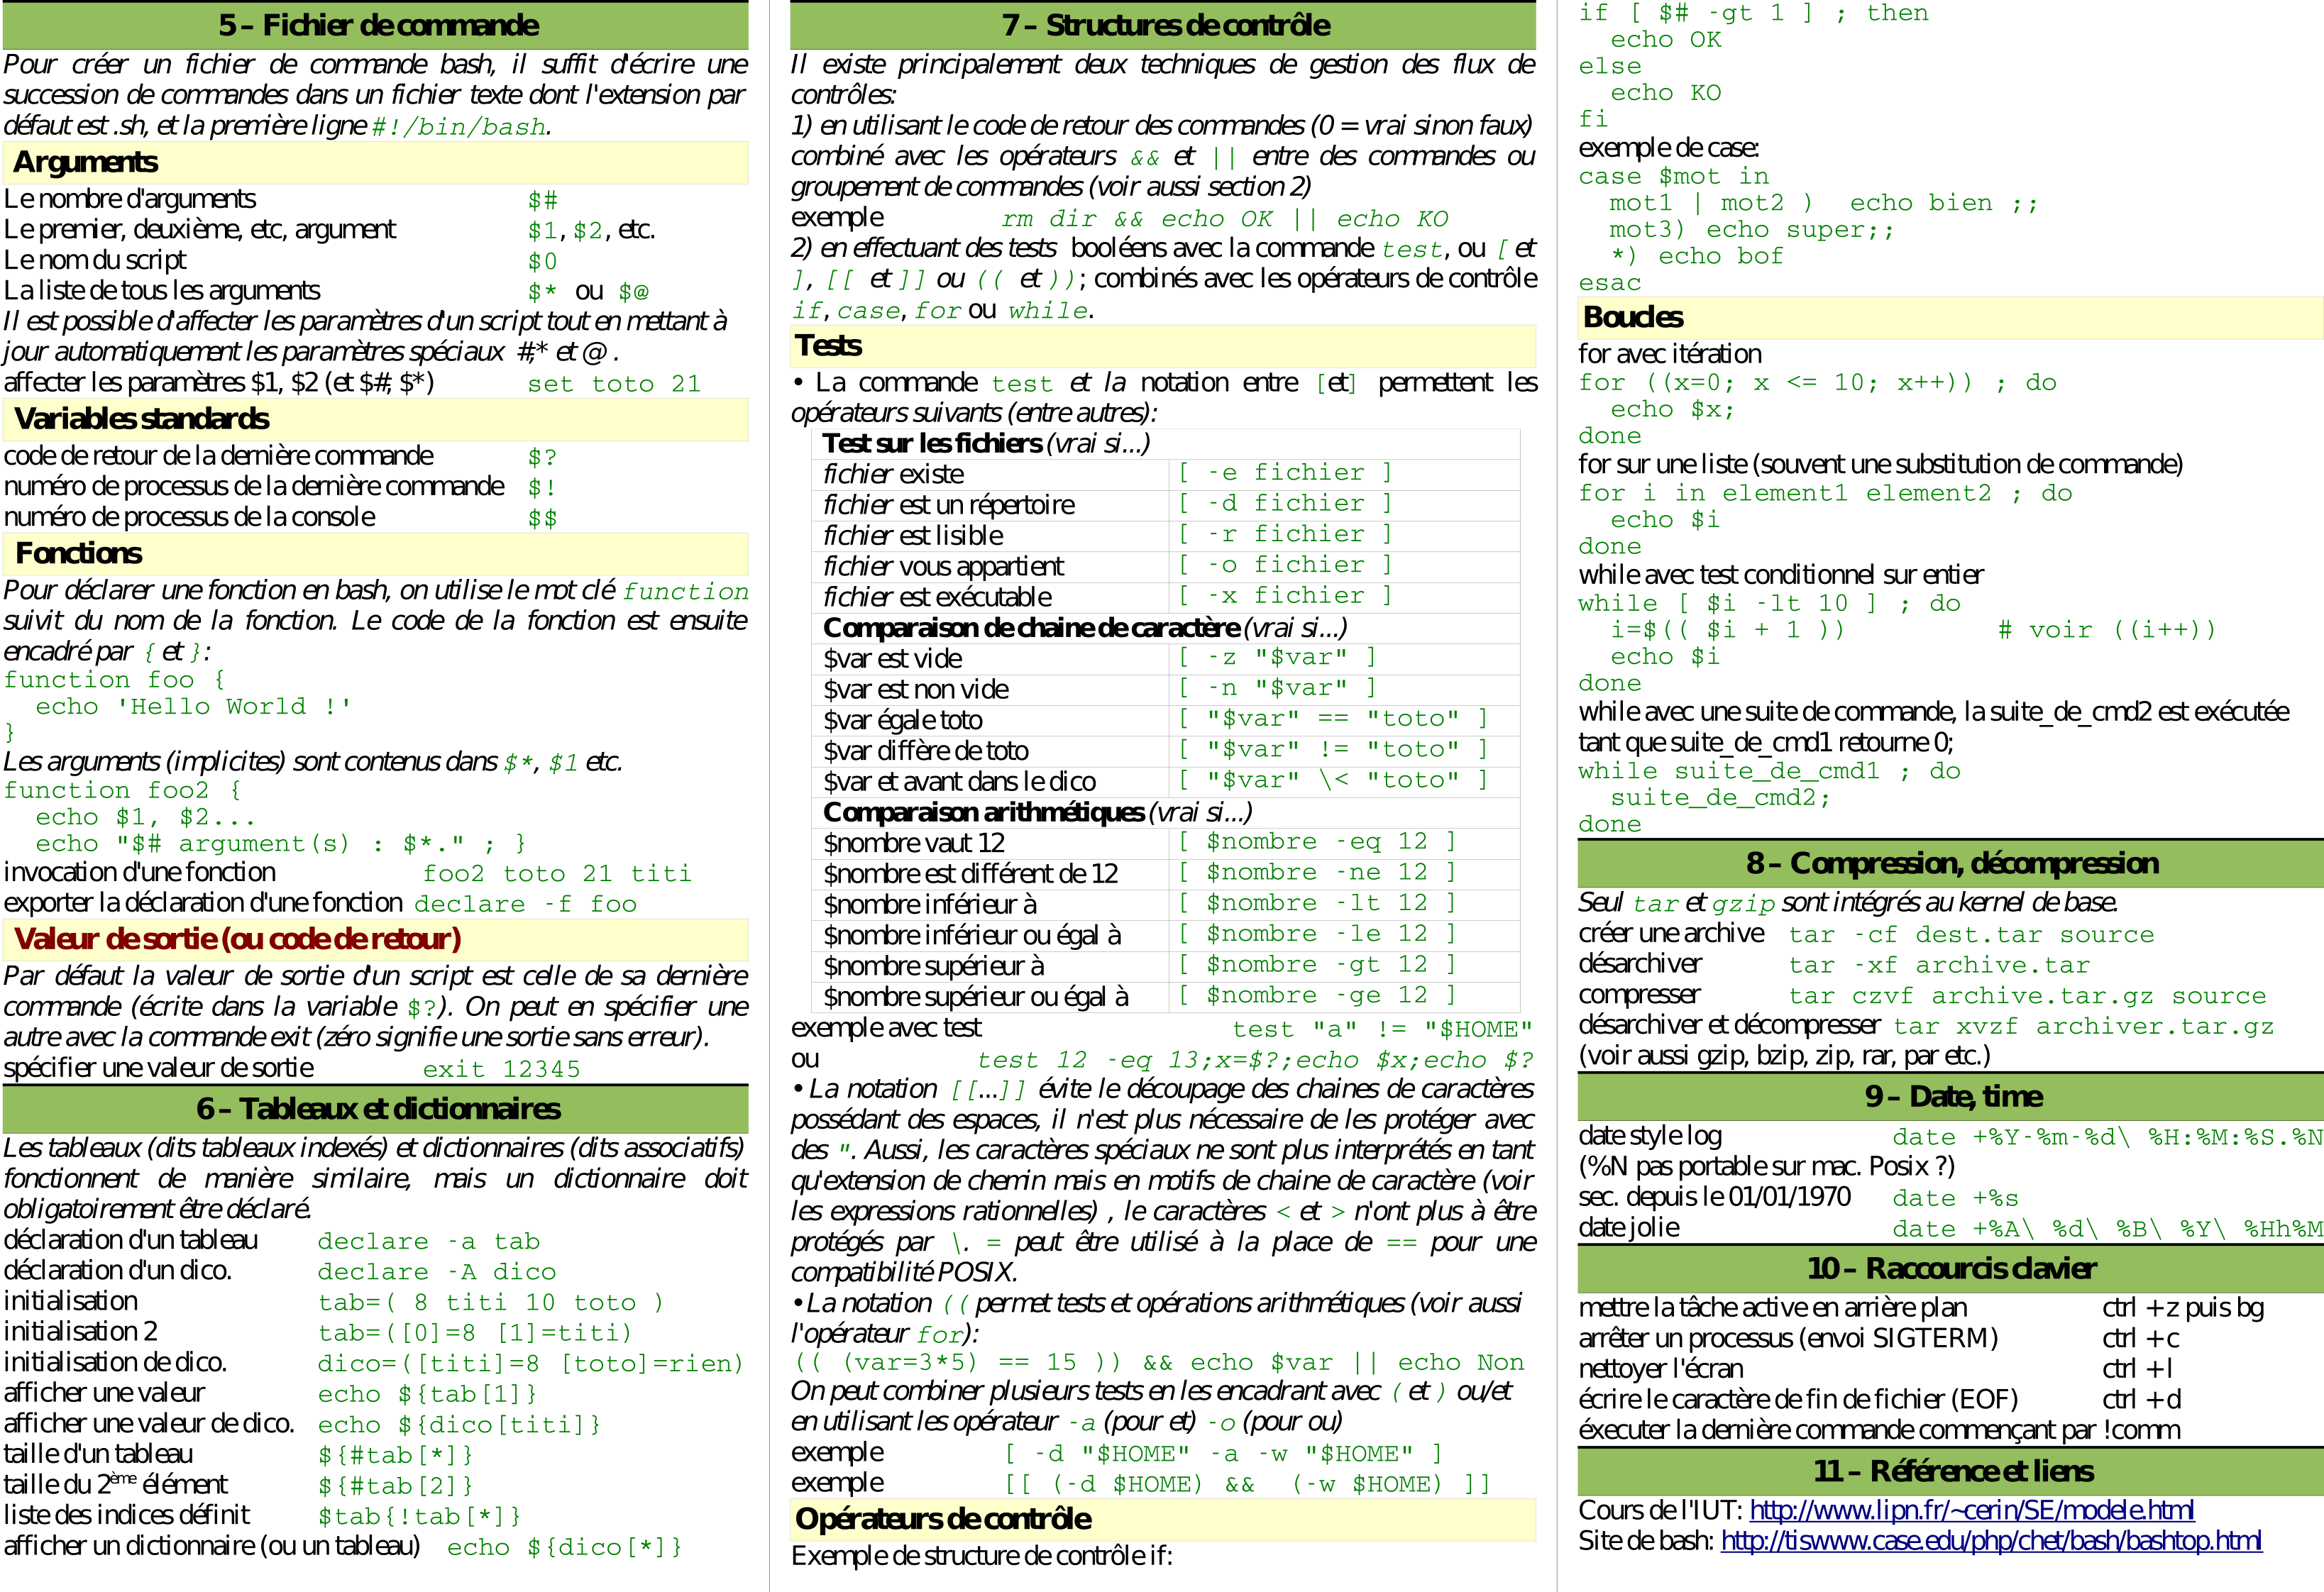 5 – Fichier de commande
Pour créer un fichier de commande bash, il suffit d'écrire une
succession de commandes dans un fichier texte dont l'extension par
défaut est .sh, et la première ligne #!/bin/bash.
Arguments
Le nombre d'arguments $#
Le premier, deuxième, etc, argument $1, $2, etc.
Le nom du script $0
La liste de tous les arguments $* ou $@
Il est possible d'affecter les paramètres d'un script tout en mettant à
jour automatiquement les paramètres spéciaux #,* et @ .
affecter les paramètres $1, $2 (et $#, $*) set toto 21
Variables standards
code de retour de la dernière commande $?
numéro de processus de la dernière commande $!
numéro de processus de la console $$
Fonctions
Pour déclarer une fonction en bash, on utilise le mot clé function
suivit du nom de la fonction. Le code de la fonction est ensuite
encadré par { et }:
function foo {
  echo 'Hello World !'
}
Les arguments (implicites) sont contenus dans $*, $1 etc.
function foo2 {
  echo $1, $2...
  echo "$# argument(s) : $*." ; }
invocation d'une fonction foo2 toto 21 titi
exporter la déclaration d'une fonction declare -f foo
Valeur de sortie (ou code de retour)
Par défaut la valeur de sortie d'un script est celle de sa dernière
commande (écrite dans la variable $?). On peut en spécifier une
autre avec la commande exit (zéro signifie une sortie sans erreur).
spécifier une valeur de sortie exit 12345
6 – Tableaux et dictionnaires
Les tableaux (dits tableaux indexés) et dictionnaires (dits associatifs)
fonctionnent de manière similaire, mais un dictionnaire doit
obligatoirement être déclaré.
déclaration d'un tableau declare -a tab
déclaration d'un dico. declare -A dico
initialisation tab=( 8 titi 10 toto )
initialisation 2 tab=([0]=8 [1]=titi)
initialisation de dico. dico=([titi]=8 [toto]=rien)
afficher une valeur echo ${tab[1]}
afficher une valeur de dico. echo ${dico[titi]}
taille d'un tableau ${#tab[*]}
taille du 2ème élément ${#tab[2]}
liste des indices définit $tab{!tab[*]}
afficher un dictionnaire (ou un tableau) echo ${dico[*]}
7 – Structures de contrôle
Il existe principalement deux techniques de gestion des flux de
contrôles:
1) en utilisant le code de retour des commandes (0 = vrai sinon faux)
combiné avec les opérateurs && et || entre des commandes ou
groupement de commandes (voir aussi section 2)
exemple rm dir && echo OK || echo KO
2) en effectuant des tests booléens avec la commande test, ou [ et
], [[ et ]] ou (( et )); combinés avec les opérateurs de contrôle
if, case, for ou while.
Tests
• La commande test et la notation entre [et] permettent les
opérateurs suivants (entre autres):
Test sur les fichiers (vrai si...)
fichier existe [ -e fichier ]
fichier est un répertoire [ -d fichier ]
fichier est lisible [ -r fichier ]
fichier vous appartient [ -o fichier ]
fichier est exécutable [ -x fichier ]
Comparaison de chaine de caractère (vrai si...)
$var est vide [ -z "$var" ]
$var est non vide [ -n "$var" ]
$var égale toto [ "$var" == "toto" ]
$var diffère de toto [ "$var" != "toto" ]
$var et avant dans le dico [ "$var" \< "toto" ]
Comparaison arithmétiques (vrai si...)
$nombre vaut 12 [ $nombre -eq 12 ]
$nombre est différent de 12 [ $nombre -ne 12 ]
$nombre inférieur à [ $nombre -lt 12 ]
$nombre inférieur ou égal à [ $nombre -le 12 ]
$nombre supérieur à [ $nombre -gt 12 ]
$nombre supérieur ou égal à [ $nombre -ge 12 ]
exemple avec test test "a" != "$HOME"
ou test 12 -eq 13;x=$?;echo $x;echo $?
• La notation [[...]] évite le découpage des chaines de caractères
possédant des espaces, il n'est plus nécessaire de les protéger avec
des ". Aussi, les caractères spéciaux ne sont plus interprétés en tant
qu'extension de chemin mais en motifs de chaine de caractère (voir
les expressions rationnelles) , le caractères < et > n'ont plus à être
protégés par \. = peut être utilisé à la place de == pour une
compatibilité POSIX.
• La notation (( permet tests et opérations arithmétiques (voir aussi
l'opérateur for):
(( (var=3*5) == 15 )) && echo $var || echo Non
On peut combiner plusieurs tests en les encadrant avec ( et ) ou/et
en utilisant les opérateur -a (pour et) -o (pour ou)
exemple [ -d "$HOME" -a -w "$HOME" ]
exemple [[ (-d $HOME) && (-w $HOME) ]]
Opérateurs de contrôle
Exemple de structure de contrôle if:
if [ $# -gt 1 ] ; then
  echo OK
else
  echo KO
fi
exemple de case:
case $mot in
  mot1 | mot2 )  echo bien ;;
  mot3) echo super;;
  *) echo bof
esac
Boucles
for avec itération
for ((x=0; x <= 10; x++)) ; do
  echo $x;
done
for sur une liste (souvent une substitution de commande)
for i in element1 element2 ; do
  echo $i
done
while avec test conditionnel sur entier
while [ $i -lt 10 ] ; do
  i=$(( $i + 1 )) # voir ((i++))
  echo $i
done
while avec une suite de commande, la suite_de_cmd2 est exécutée
tant que suite_de_cmd1 retourne 0;
while suite_de_cmd1 ; do
  suite_de_cmd2;
done
8 – Compression, décompression
Seul tar et gzip sont intégrés au kernel de base.
créer une archive tar -cf dest.tar source
désarchiver tar -xf archive.tar
compresser tar czvf archive.tar.gz source
désarchiver et décompresser tar xvzf archiver.tar.gz
(voir aussi gzip, bzip, zip, rar, par etc.)
9 – Date, time
date style log date +%Y-%m-%d\ %H:%M:%S.%N
(%N pas portable sur mac. Posix ?)
sec. depuis le 01/01/1970 date +%s
date jolie date +%A\ %d\ %B\ %Y\ %Hh%M
10 – Raccourcis clavier
mettre la tâche active en arrière plan ctrl + z puis bg
arrêter un processus (envoi SIGTERM) ctrl + c
nettoyer l'écran ctrl + l
écrire le caractère de fin de fichier (EOF) ctrl + d
éxecuter la dernière commande commençant par !comm
11 – Référence et liens
Cours de l'IUT: http://www.lipn.fr/~cerin/SE/modele.html
Site de bash: http://tiswww.case.edu/php/chet/bash/bashtop.html